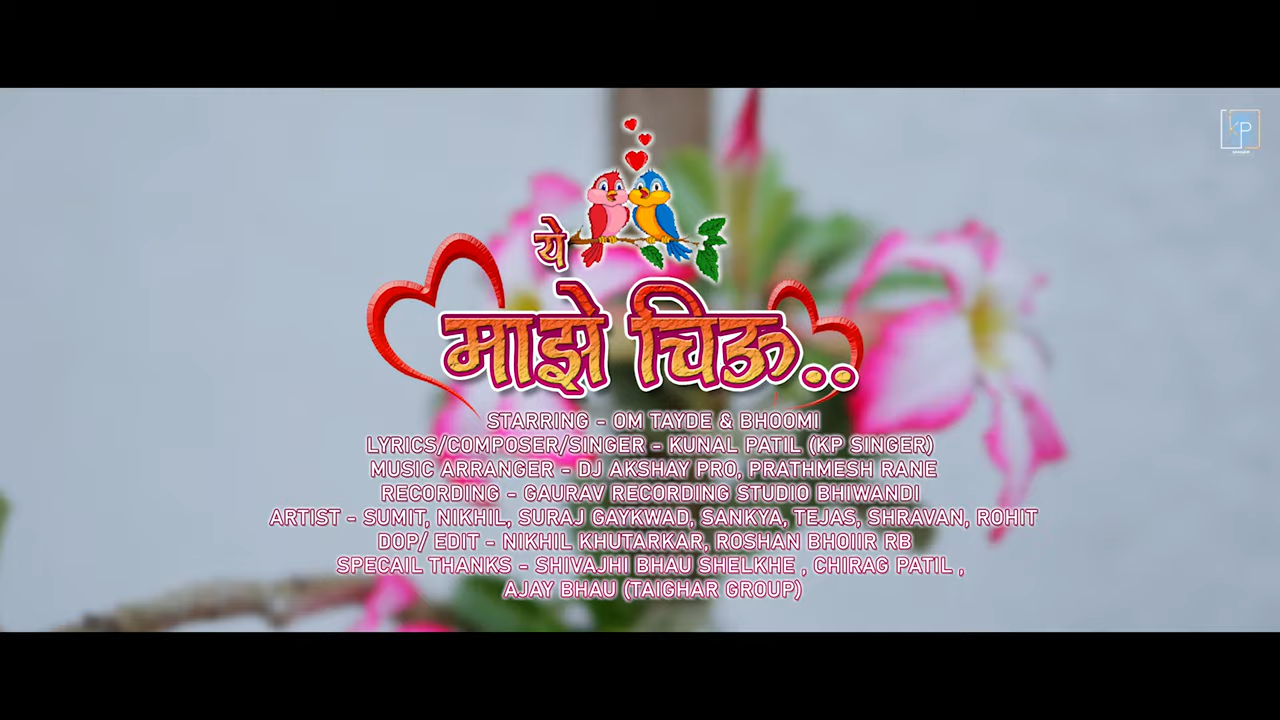 KP
ये
माझे चिऊ..
STARRING - OM TAYDE & BHOOMI
LYRICS/COMPOSER/SINGER - KUNAL PATIL (KP SINGER)
MUSIC ARRANGER - DJ AKSHAY PRO, PRATHMESH RANE
RECORDING - GAURAV RECORDING STUDIO BHIWANDI
ARTIST - SUMIT, NIKHIL, SURAJ GAYKWAD, SANKYA, TEJAS, SHRAVAN, ROHIT
DOP/ EDIT - NIKHIL KHUTARKAR, ROSHAN BHOIIR RB
SPECAIL THANKS - SHIVAJHI BHAU SHELKHE , CHIRAG PATIL ,
AJAY BHAU (TAIGHAR GROUP)